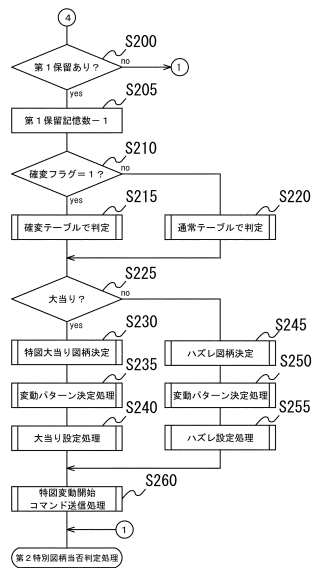 4
S200
第1保留あり?
no
1
yes
S205
第1保留記憶数-1
S210
確変フラグ=1?
no
yes
S215
確変テーブルで判定
S220
通常テーブルで判定
S225
大当り?
no
yes
S230
特図大当り図柄決定
S245
ハズレ図柄決定
S235
変動パターン決定処理
S250
変動パターン決定処理
S240
大当り設定処理
S255
ハズレ設定処理
S260
特図変動開始
コマンド送信処理
1
第2特別図柄当否判定処理